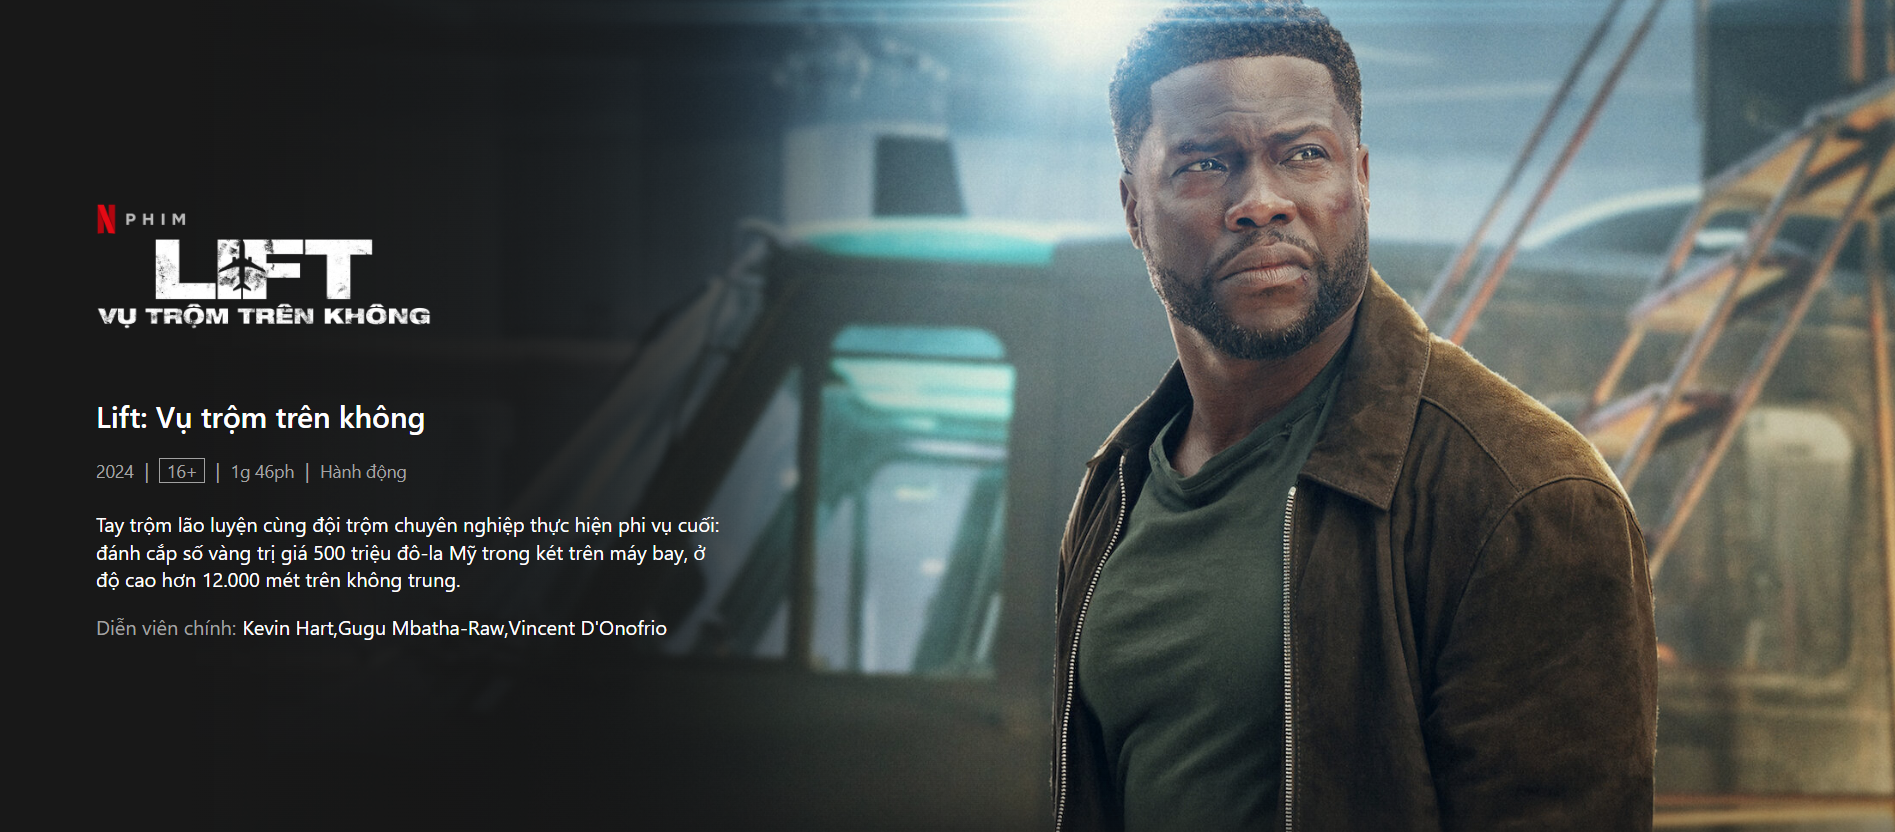 N PHIM
LIFT
VỤ TRỘM TRÊN KHÔNG
Lift: Vụ trộm trên không
2024 | 16+ | 1g 46ph | Hành động
Tay trộm lão luyện cùng đội trộm chuyên nghiệp thực hiện phi vụ cuối:
đánh cắp số vàng trị giá 500 triệu đô-la Mỹ trong két trên máy bay, ở
độ cao hơn 12.000 mét trên không trung.
Diễn viên chính: Kevin Hart,Gugu Mbatha-Raw,Vincent D'Onofrio